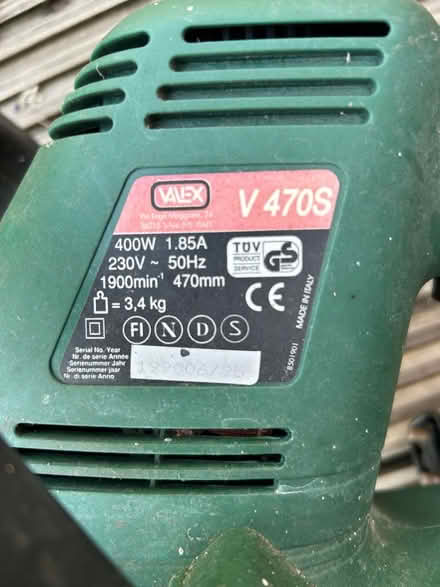 VALEX
V 470S
400W 1.85A
230V ~ 50Hz
1900min⁻¹ 470mm
= 3,4 kg
TÜV
PRODUCT
SERVICE
GS
CE
MADE IN ITALY
FI N D S
Serial No. Year
Nr. de serie Année
Seriennummer Jahr
Serienummer jaar
Nr di serie Anno
8501901